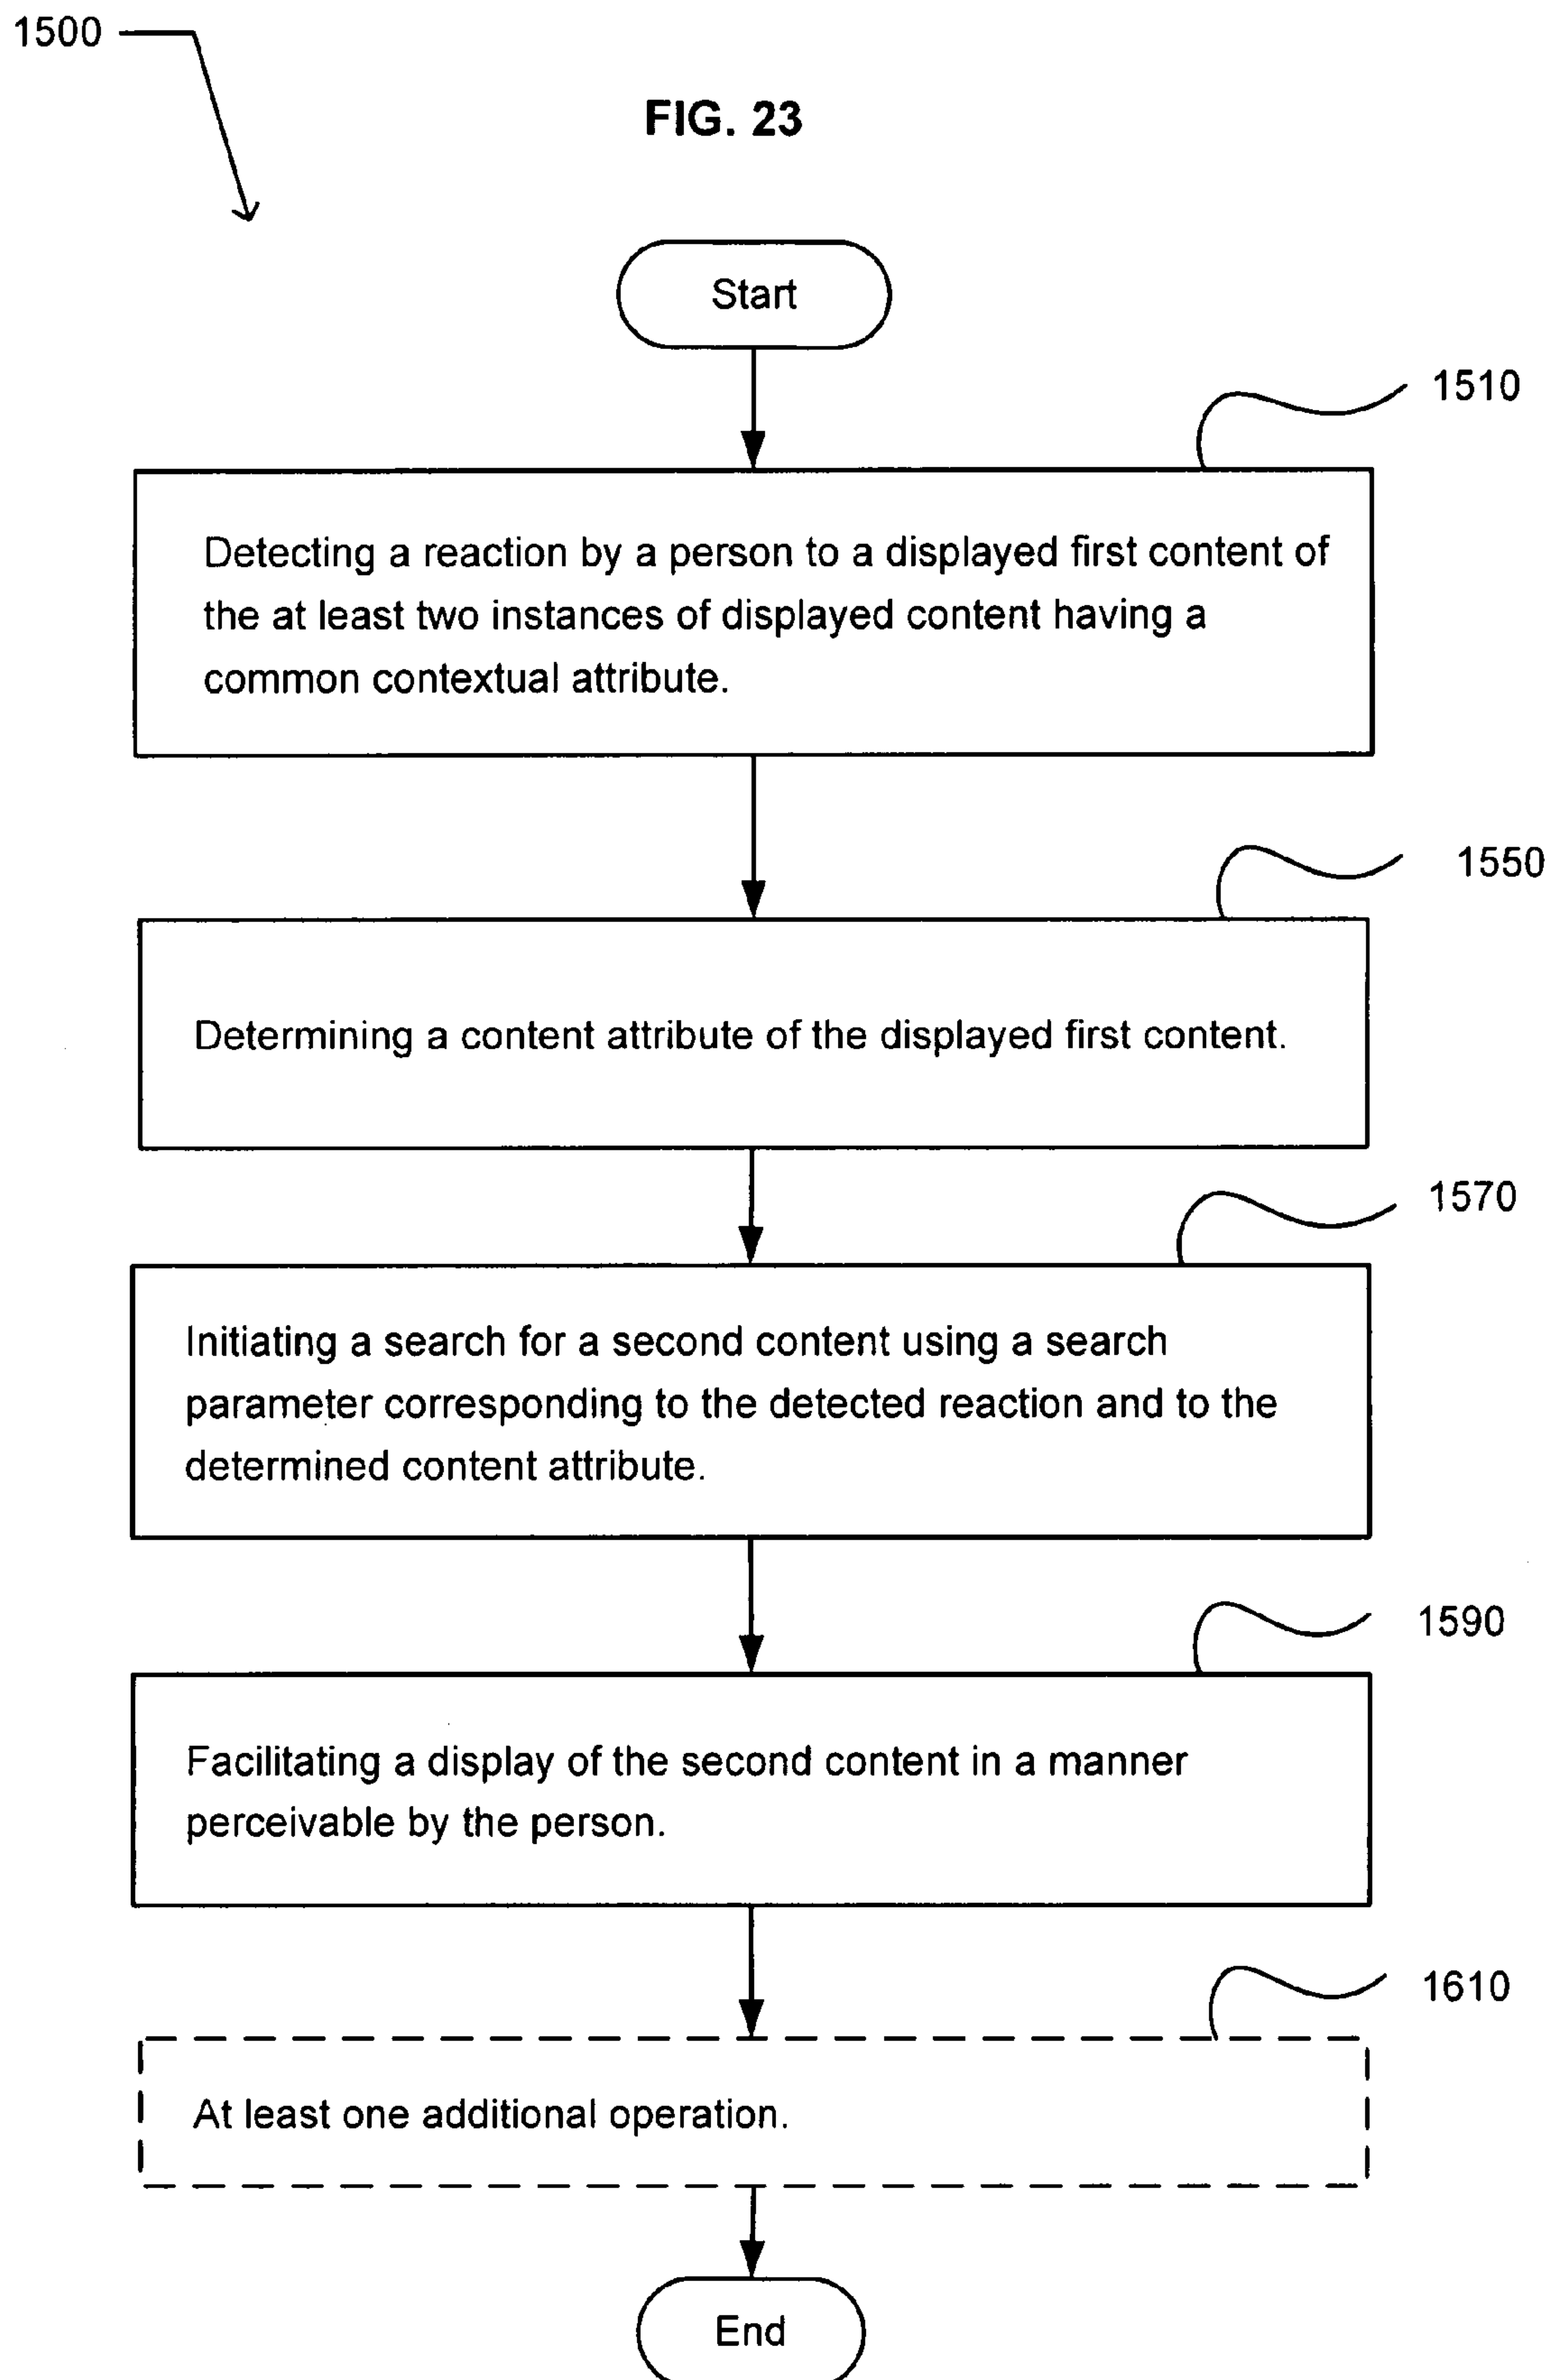 1500
FIG. 23
Start
1510
Detecting a reaction by a person to a displayed first content of
the at least two instances of displayed content having a
common contextual attribute.
1550
Determining a content attribute of the displayed first content.
1570
Initiating a search for a second content using a search
parameter corresponding to the detected reaction and to the
determined content attribute.
1590
Facilitating a display of the second content in a manner
perceivable by the person.
1610
At least one additional operation.
End